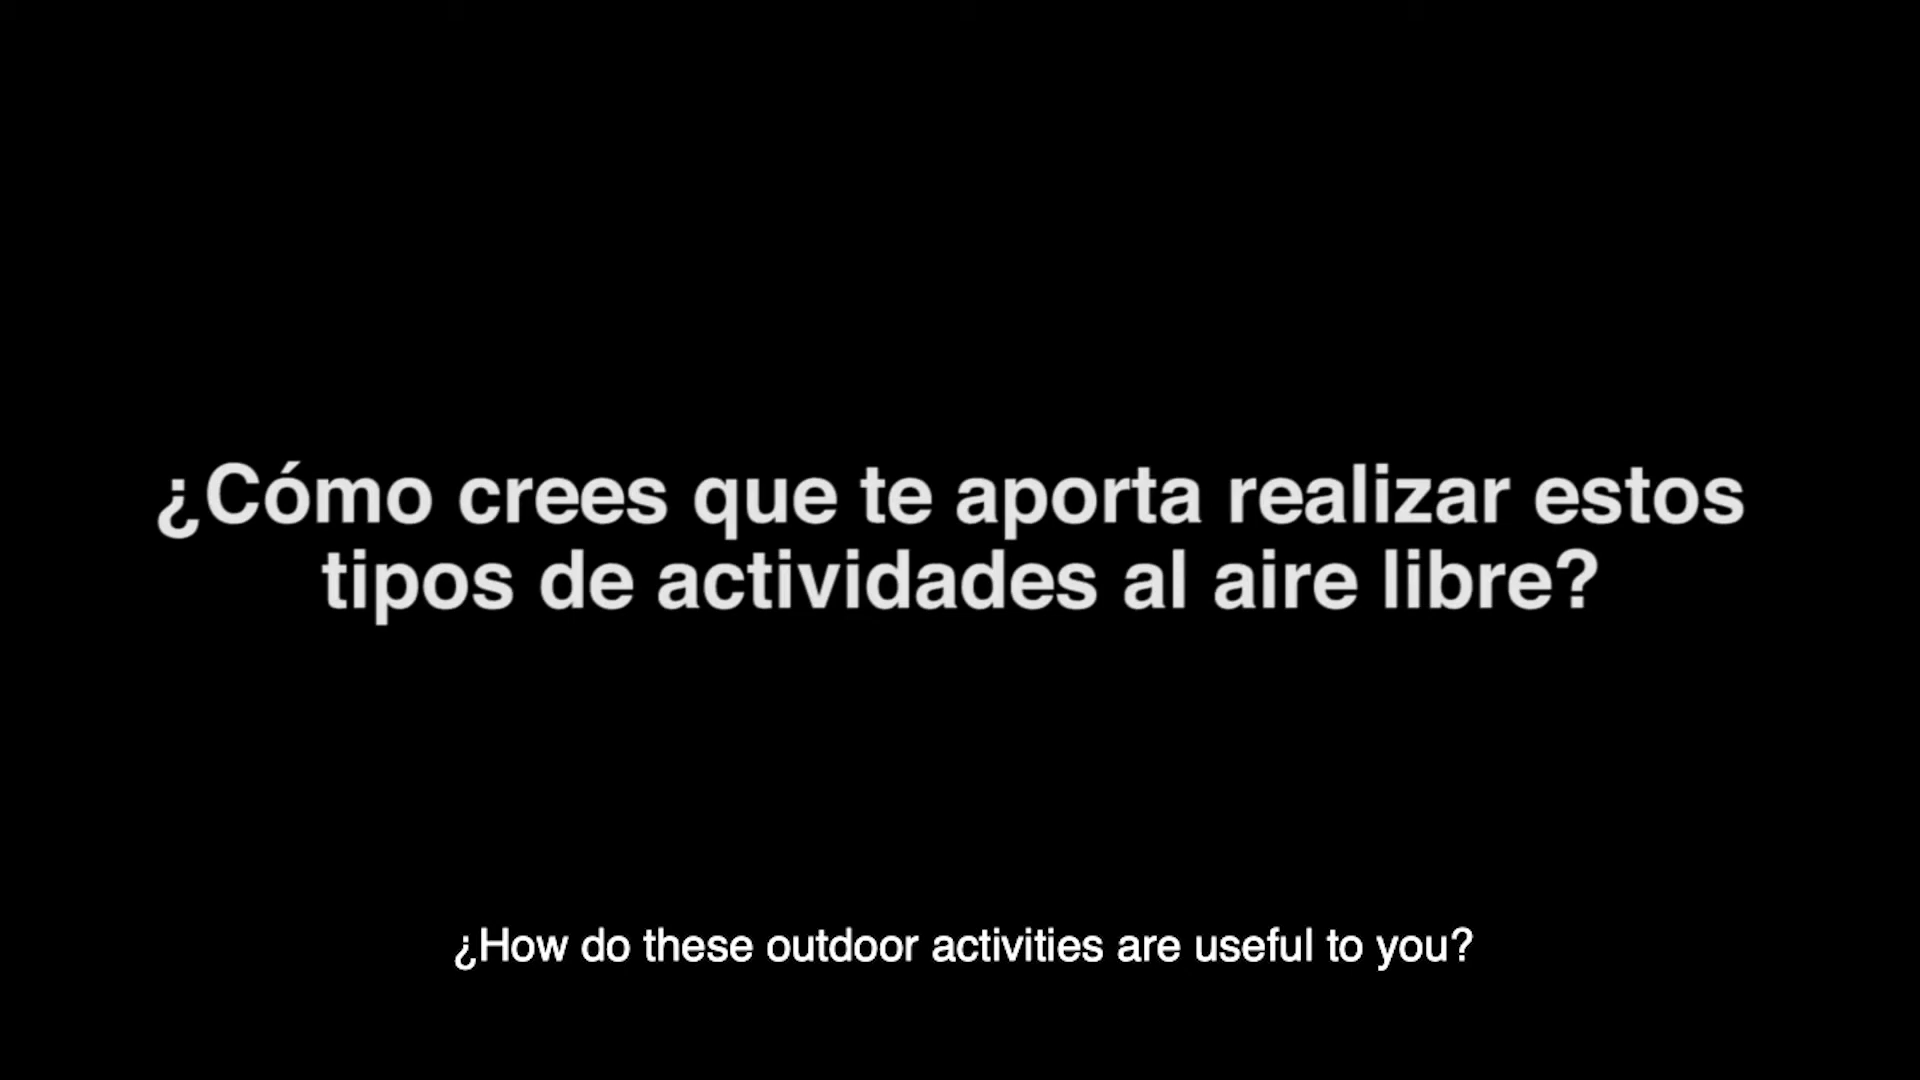 ¿Cómo crees que te aporta realizar estos
tipos de actividades al aire libre?
¿How do these outdoor activities are useful to you?